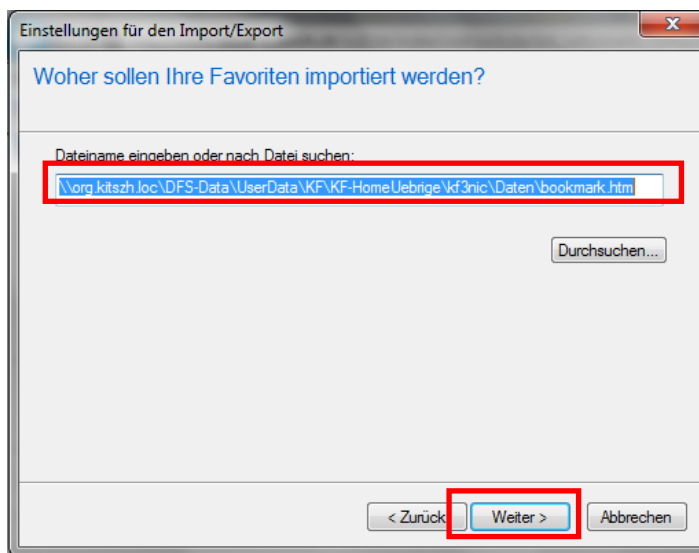 Einstellungen für den Import/Export
Woher sollen Ihre Favoriten importiert werden?
Dateiname eingeben oder nach Datei suchen:
\\org.kitszh.loc\DFS-Data\UserData\KF\KF-HomeUebrige\kf3nic\Daten\bookmark.htm
Durchsuchen...
< Zurück Weiter > Abbrechen